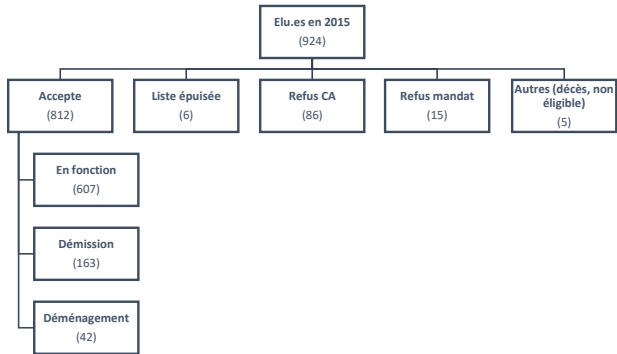 Elu.es en 2015
(924)
Accepte
(812)
Liste épuisée
(6)
Refus CA
(86)
Refus mandat
(15)
Autres (décès, non
éligible)
(5)
En fonction
(607)
Démission
(163)
Déménagement
(42)